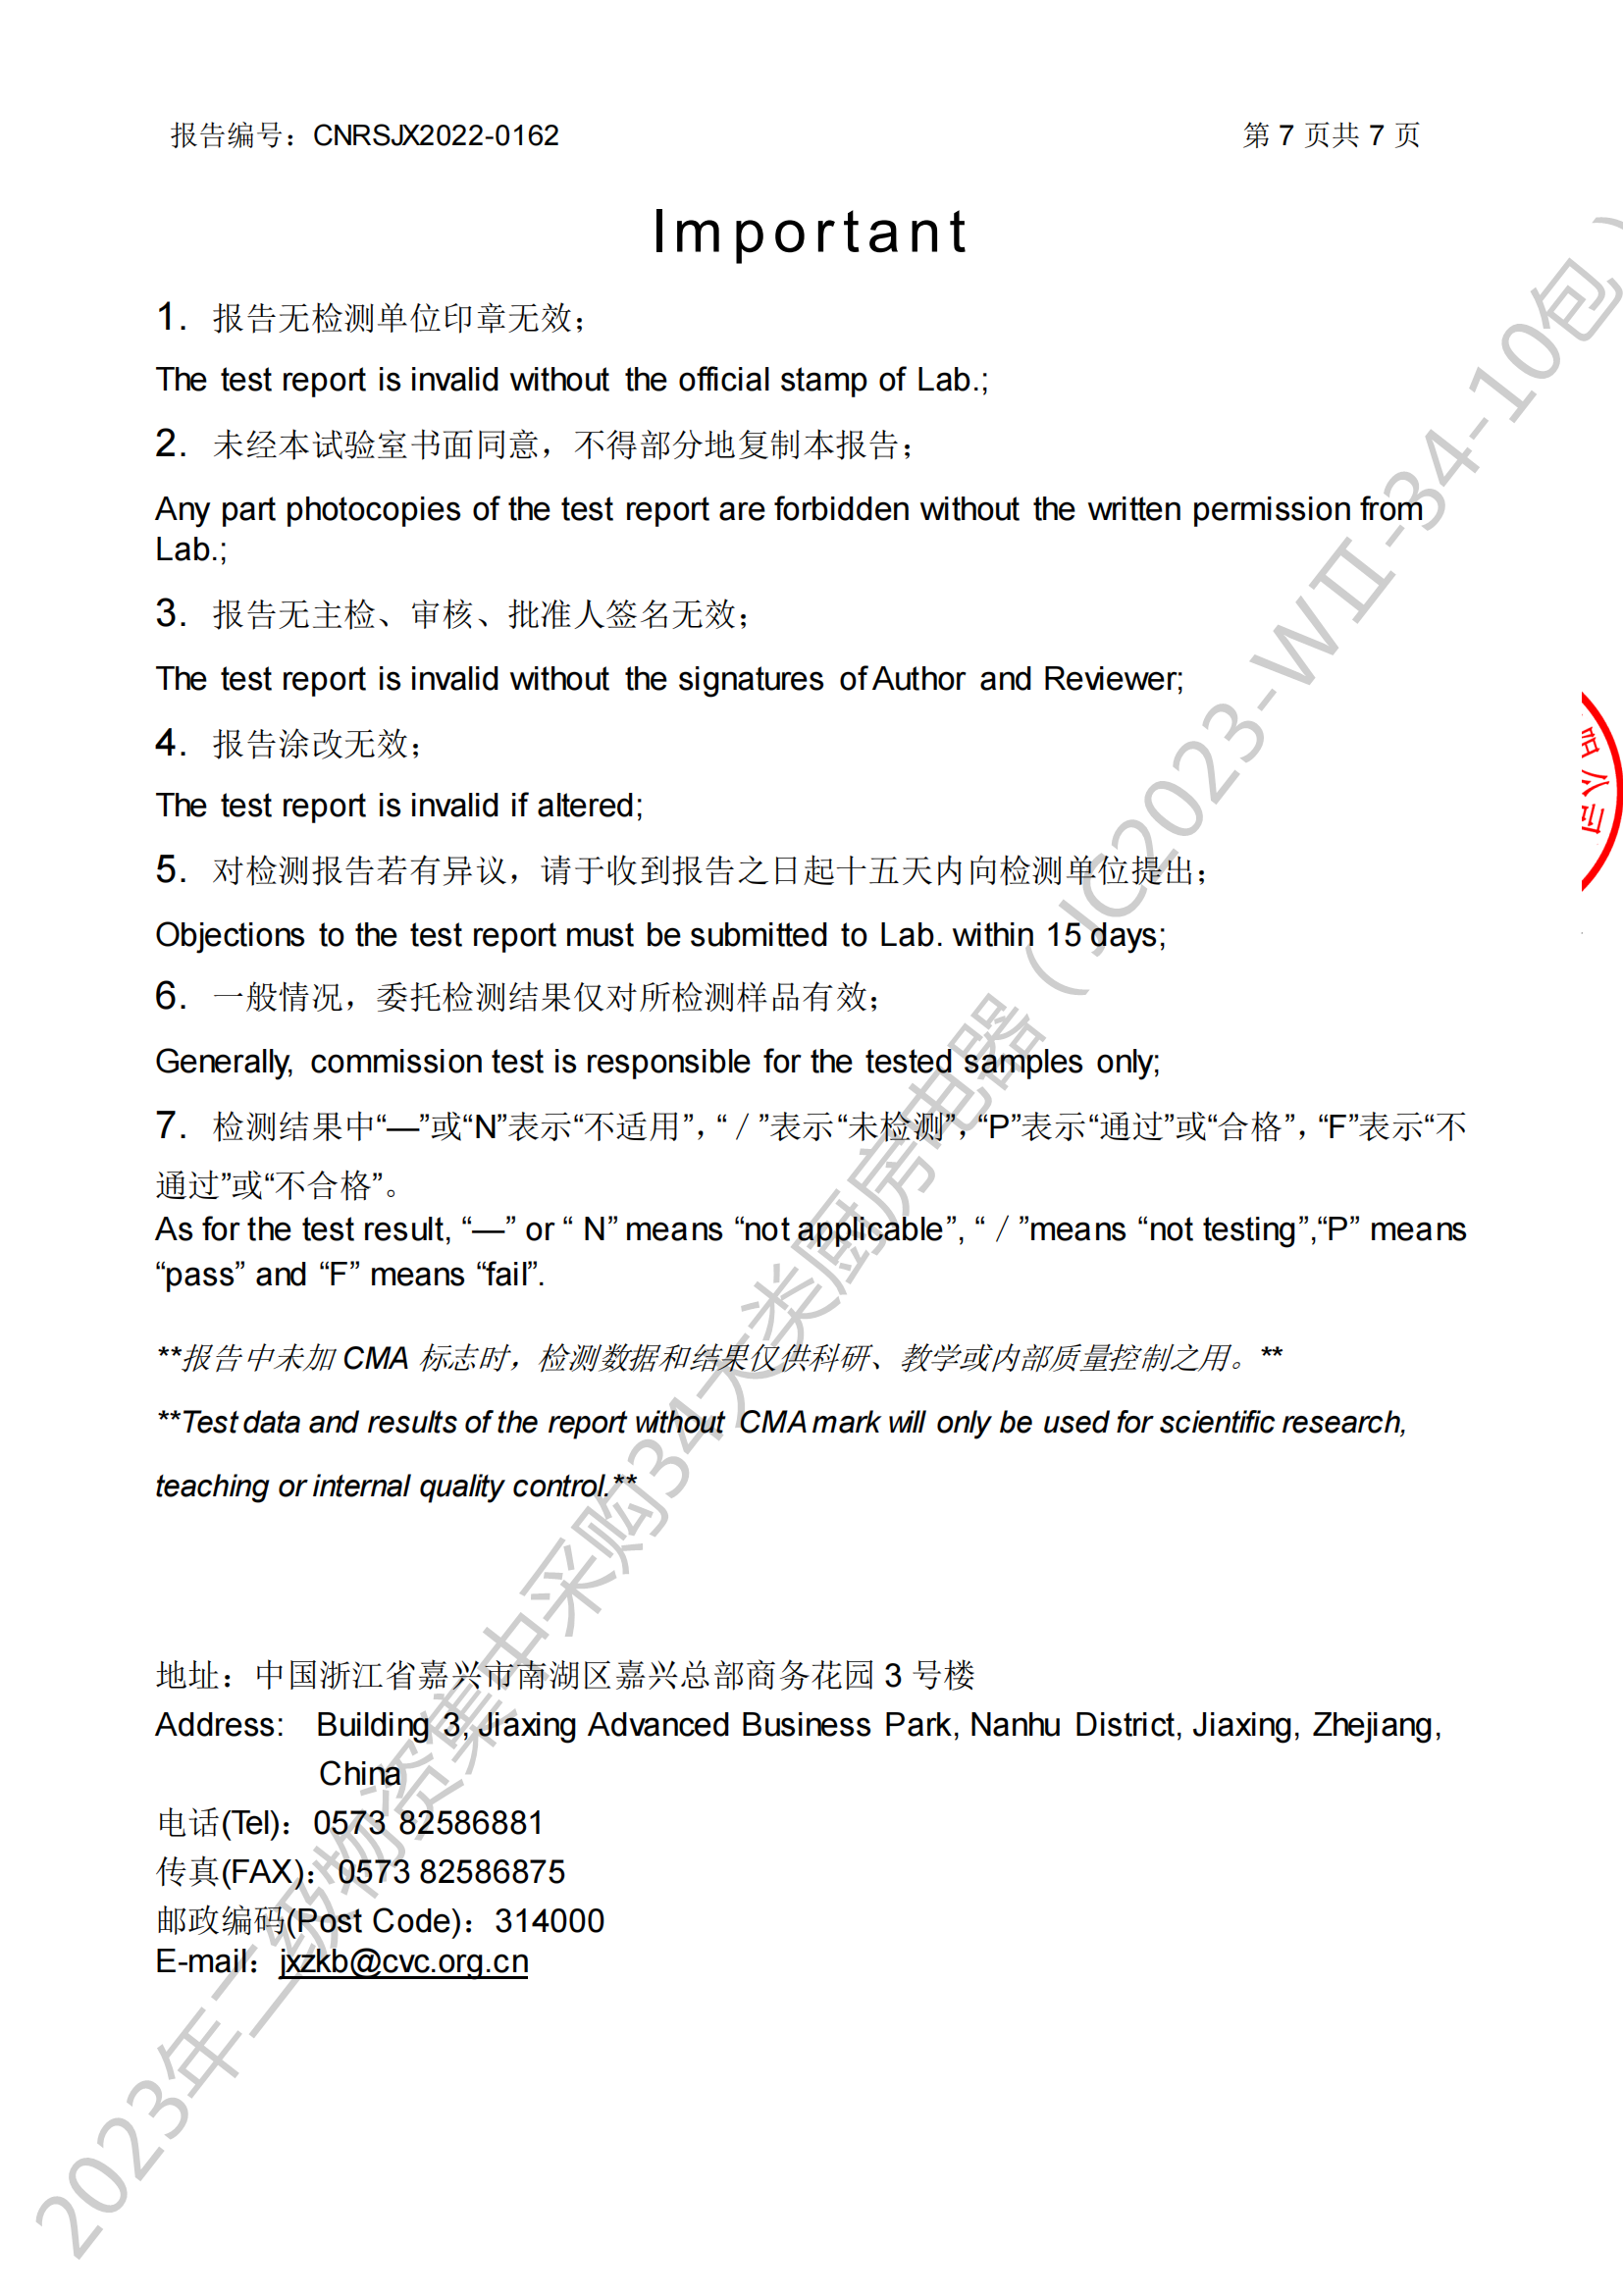 报告编号：CNRSJX2022-0162 第 7 页共 7 页
Important
1. 报告无检测单位印章无效；
The test report is invalid without the official stamp of Lab.;
2. 未经本试验室书面同意，不得部分地复制本报告；
Any part photocopies of the test report are forbidden without the written permission from
Lab.;
3. 报告无主检、审核、批准人签名无效；
The test report is invalid without the signatures of Author and Reviewer;
4. 报告涂改无效；
The test report is invalid if altered;
5. 对检测报告若有异议，请于收到报告之日起十五天内向检测单位提出；
Objections to the test report must be submitted to Lab. within 15 days;
6. 一般情况，委托检测结果仅对所检测样品有效；
Generally, commission test is responsible for the tested samples only;
7. 检测结果中“—”或“N”表示“不适用”，“／”表示“未检测”，“P”表示“通过”或“合格”，“F”表示“不
通过”或“不合格”。
As for the test result, “—” or “ N” means “not applicable”, “／”means “not testing”,“P” means
“pass” and “F” means “fail”.
**报告中未加 CMA 标志时，检测数据和结果仅供科研、教学或内部质量控制之用。**
**Test data and results of the report without CMA mark will only be used for scientific research,
teaching or internal quality control.**
地址：中国浙江省嘉兴市南湖区嘉兴总部商务花园 3 号楼
Address: Building 3, Jiaxing Advanced Business Park, Nanhu District, Jiaxing, Zhejiang,
China
电话(Tel)：0573 82586881
传真(FAX)：0573 82586875
邮政编码(Post Code)：314000
E-mail：jxzkb@cvc.org.cn
2023年二级物资集中采购34大类厨房电器（JC2023-WⅡ-34-10包）
公